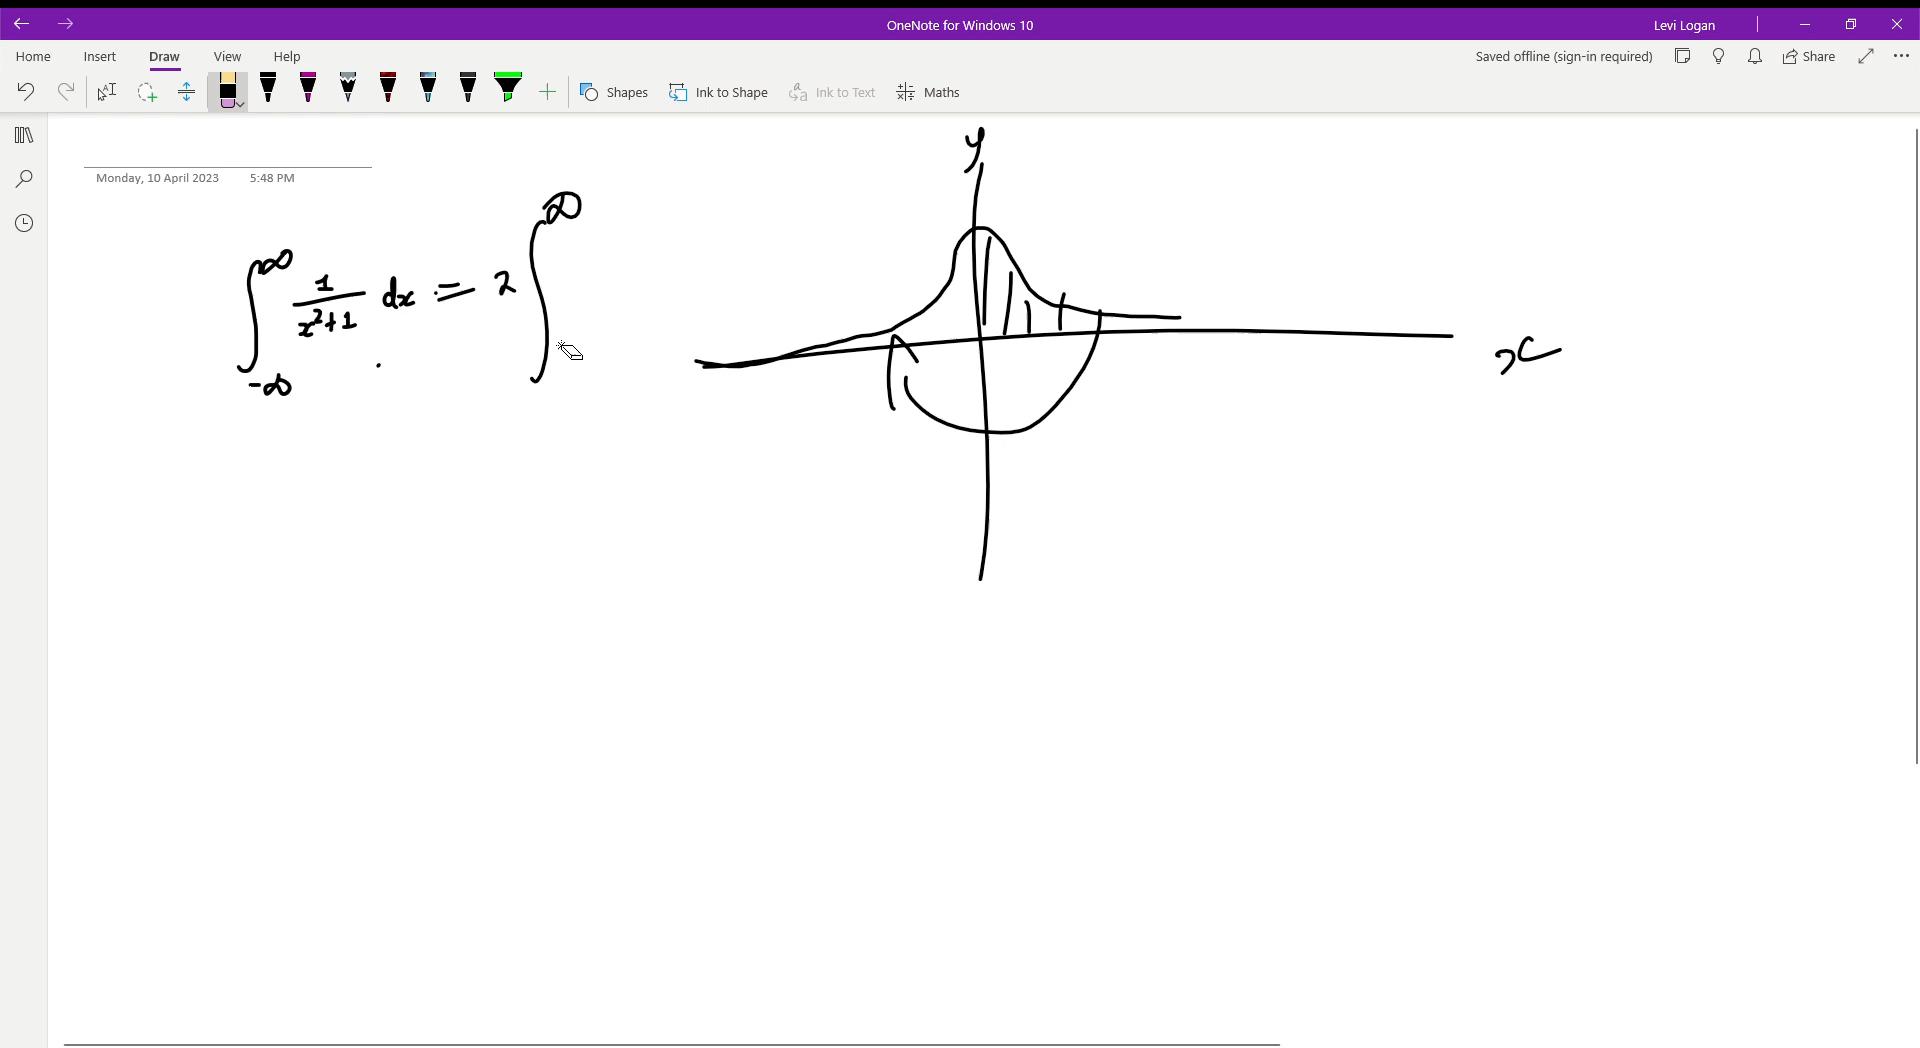 OneNote for Windows 10
Levi Logan
Home Insert Draw View Help
Saved offline (sign-in required)
Share
Shapes
Ink to Shape
Ink to Text
Maths
Monday, 10 April 2023 5:48 PM
∫_{-∞}^{∞} 1/(x²+1) dx = 2 ∫^{∞}
y
x